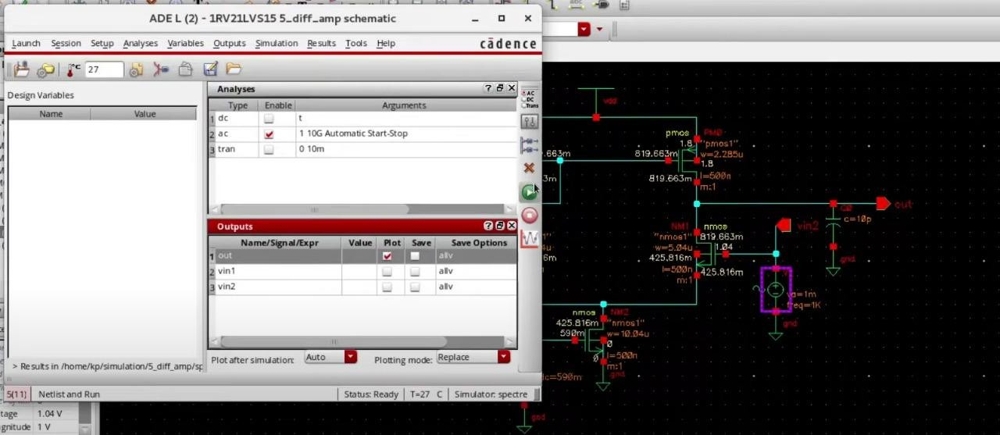 ADE L (2) - 1RV21LVS15 5_diff_amp schematic
Launch Session Setup Analyses Variables Outputs Simulation Results Tools Help
cādence
27
Design Variables
Name Value
Analyses
Type Enable Arguments
1 dc t
2 ac 1 10G Automatic Start-Stop
3 tran 0 10m
AC
DC
Trans
Outputs
Name/Signal/Expr Value Plot Save Save Options
1 out allv
2 vin1 allv
3 vin2 allv
Plot after simulation: Auto Plotting mode: Replace
> Results in /home/kp/simulation/5_diff_amp/sp
5(11) Netlist and Run Status: Ready T=27 C Simulator: spectre
tage 1.04 V
agnitude 1 V
vdd
pmos PM0
1.8 "pmos1"
w=2.285u
819.663m
1.8
819.663m
l=500n
m:1
.663m
3m
out
C0
c=10p
gnd
NM1 nmos
"nmos1" 819.663m
w=5.04u 1.04
425.816m
425.816m
l=500n
m:1
vin2
va=1m
freq=1K
gnd
nmos NM2
425.816m "nmos1"
590m w=10.04u
0
0
l=500n
m:1
gnd
dc=590m
gnd